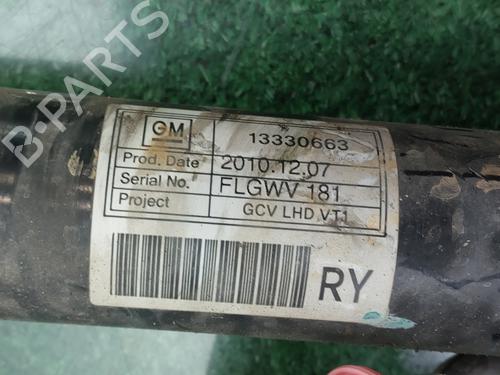 B-PARTS
GM 13330663
Prod. Date 2010.12.07
Serial No. FLGWV 181
Project GCV LHD VT1
RY